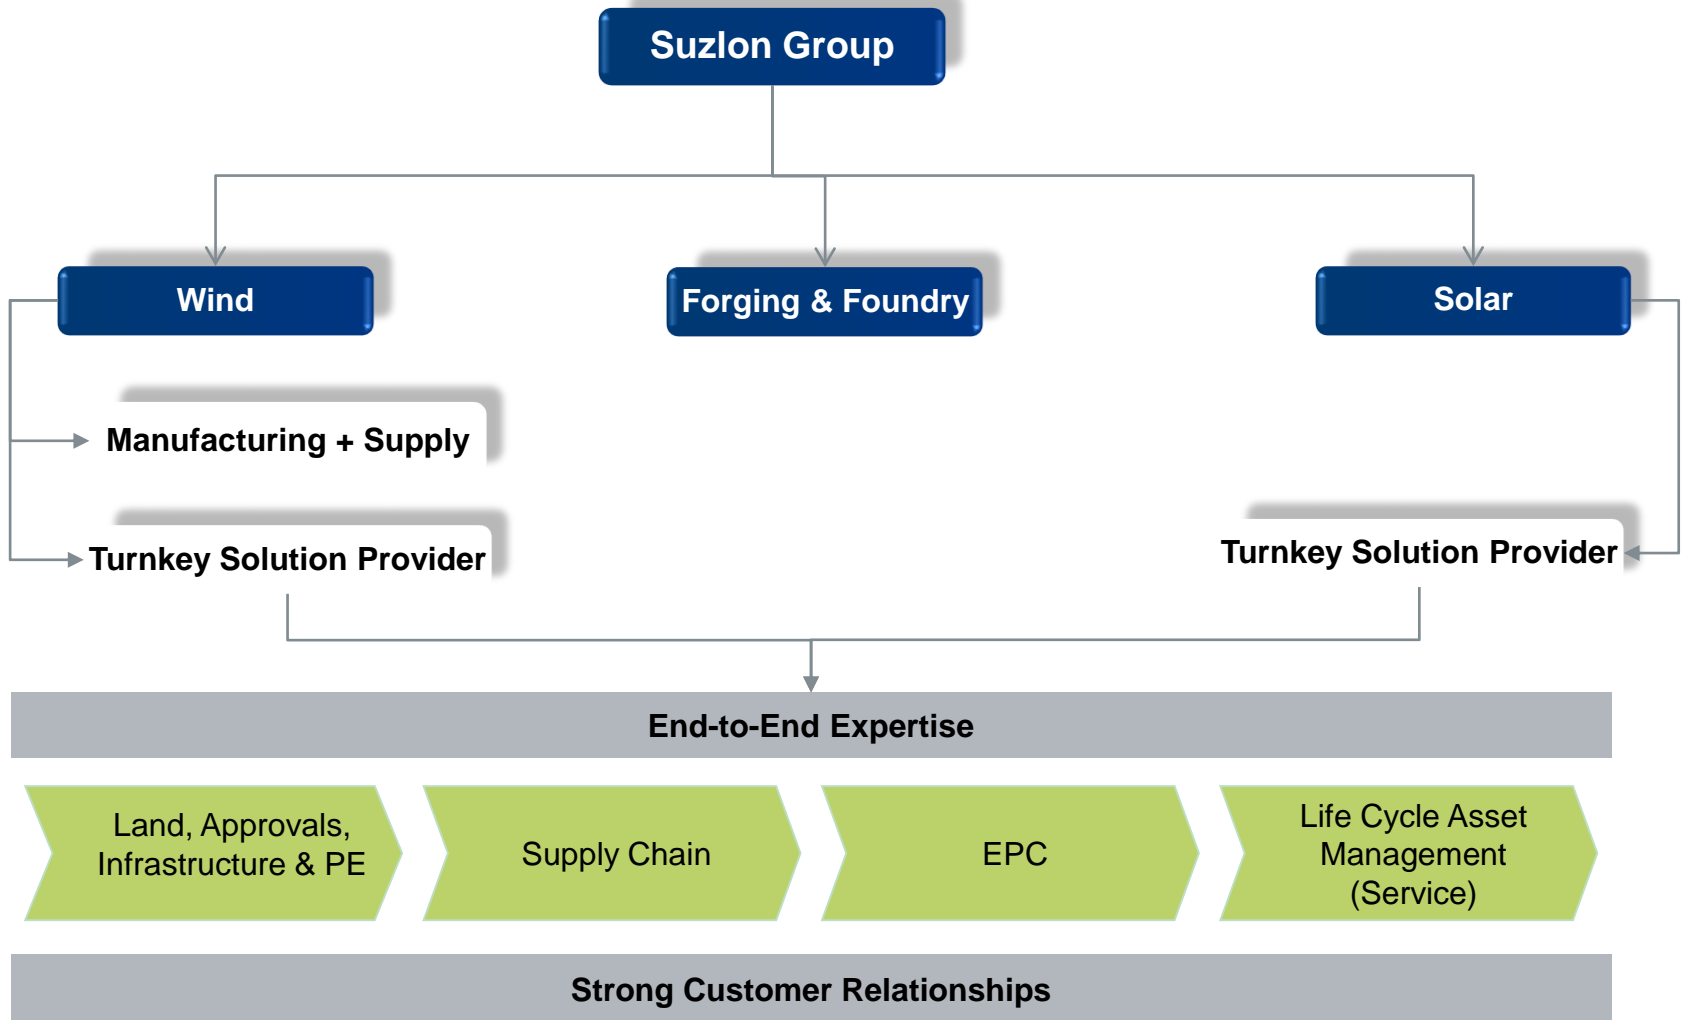 Suzlon Group
Wind
Forging & Foundry
Solar
Manufacturing + Supply
Turnkey Solution Provider
Turnkey Solution Provider
End-to-End Expertise
Land, Approvals,
Infrastructure & PE
Supply Chain
EPC
Life Cycle Asset
Management
(Service)
Strong Customer Relationships